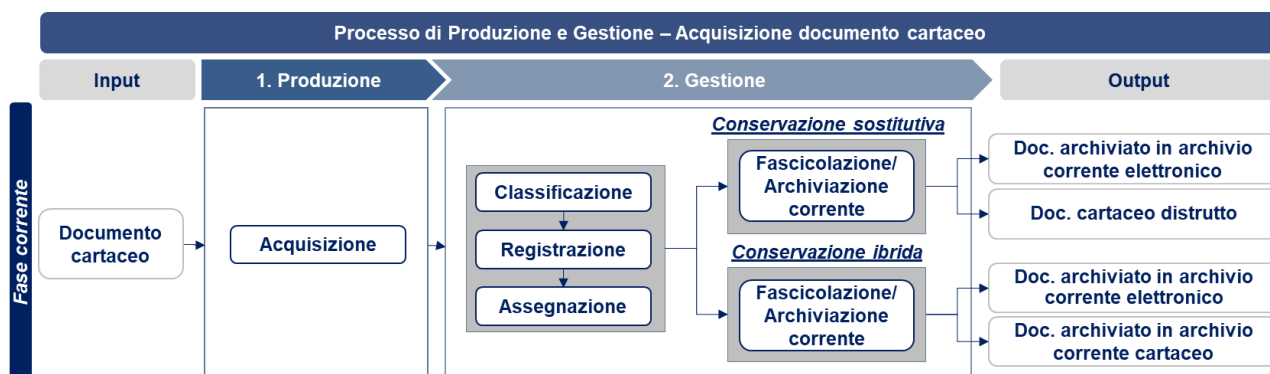 Processo di Produzione e Gestione – Acquisizione documento cartaceo
Input
1. Produzione
2. Gestione
Output
Fase corrente
Documento
cartaceo
Acquisizione
Classificazione
Registrazione
Assegnazione
Conservazione sostitutiva
Fascicolazione/
Archiviazione
corrente
Conservazione ibrida
Fascicolazione/
Archiviazione
corrente
Doc. archiviato in archivio
corrente elettronico
Doc. cartaceo distrutto
Doc. archiviato in archivio
corrente elettronico
Doc. archiviato in archivio
corrente cartaceo